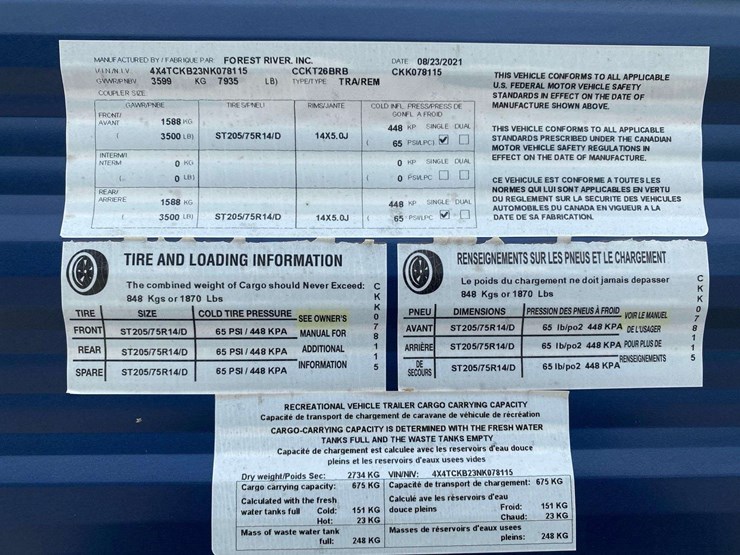 MANUFACTURED BY / FABRIQUE PAR FOREST RIVER, INC. DATE 08/23/2021
V.I.N./N.I.V. 4X4TCKB23NK078115 CCKT26BRB CKK078115
GVWR/PNBV 3599 KG 7935 LB) TYPE/TYPE TRA/REM
COUPLER SIZE
GAWR/PNBE TIRE S/PNEU RIMS/JANTE COLD INFL. PRESS/PRESS DE GONFL A FROID
FRONT/ AVANT 1588 KG 448 KP SINGLE DUAL
( 3500 LB) ST205/75R14/D 14X5.0J 65 PSI/LPC)
INTERM/I NTERM 0 KG 0 KP SINGLE DUAL
(. 0 LB) 0 PSI/LPC
REAR/ ARRIERE 1588 KG 448 KP SINGLE DUAL
( 3500 LB) ST205/75R14/D 14X5.0J 65 PSI/LPC
THIS VEHICLE CONFORMS TO ALL APPLICABLE
U.S. FEDERAL MOTOR VEHICLE SAFETY
STANDARDS IN EFFECT ON THE DATE OF
MANUFACTURE SHOWN ABOVE.
THIS VEHICLE CONFORMS TO ALL APPLICABLE
STANDARDS PRESCRIBED UNDER THE CANADIAN
MOTOR VEHICLE SAFETY REGULATIONS IN
EFFECT ON THE DATE OF MANUFACTURE.
CE VEHICULE EST CONFORME A TOUTES LES
NORMES QUI LUI SONT APPLICABLES EN VERTU
DU REGLEMENT SUR LA SECURITE DES VEHICULES
AUTOMOBILES DU CANADA EN VIGUEUR A LA
DATE DE SA FABRICATION.
TIRE AND LOADING INFORMATION
The combined weight of Cargo should Never Exceed:
848 Kgs or 1870 Lbs
TIRE SIZE COLD TIRE PRESSURE
FRONT ST205/75R14/D 65 PSI / 448 KPA
REAR ST205/75R14/D 65 PSI / 448 KPA
SPARE ST205/75R14/D 65 PSI / 448 KPA
SEE OWNER'S
MANUAL FOR
ADDITIONAL
INFORMATION
CKK078115
RENSEIGNEMENTS SUR LES PNEUS ET LE CHARGEMENT
Le poids du chargement ne doit jamais depasser
848 Kgs or 1870 Lbs
PNEU DIMENSIONS PRESSION DES PNEUS À FROID
AVANT ST205/75R14/D 65 lb/po2 448 KPA
ARRIÈRE ST205/75R14/D 65 lb/po2 448 KPA
DE SECOURS ST205/75R14/D 65 lb/po2 448 KPA
VOIR LE MANUEL
DE L'USAGER
POUR PLUS DE
RENSEIGNEMENTS
CKK078115
RECREATIONAL VEHICLE TRAILER CARGO CARRYING CAPACITY
Capacité de transport de chargement de caravane de véhicule de récréation
CARGO-CARRYING CAPACITY IS DETERMINED WITH THE FRESH WATER
TANKS FULL AND THE WASTE TANKS EMPTY
Capacité de chargement est calculee avec les reservoirs d'eau douce
pleins et les reservoirs d'eaux usees vides
Dry weight/Poids Sec: 2734 KG VIN/NIV: 4X4TCKB23NK078115
Cargo carrying capacity: 675 KG
Calculated with the fresh
water tanks full Cold: 151 KG
Hot: 23 KG
Mass of waste water tank
full: 248 KG
Capacité de transport de chargement: 675 KG
Calculé ave les réservoirs d'eau
douce pleins Froid: 151 KG
Chaud: 23 KG
Masses de réservoirs d'eaux usees
pleins: 248 KG